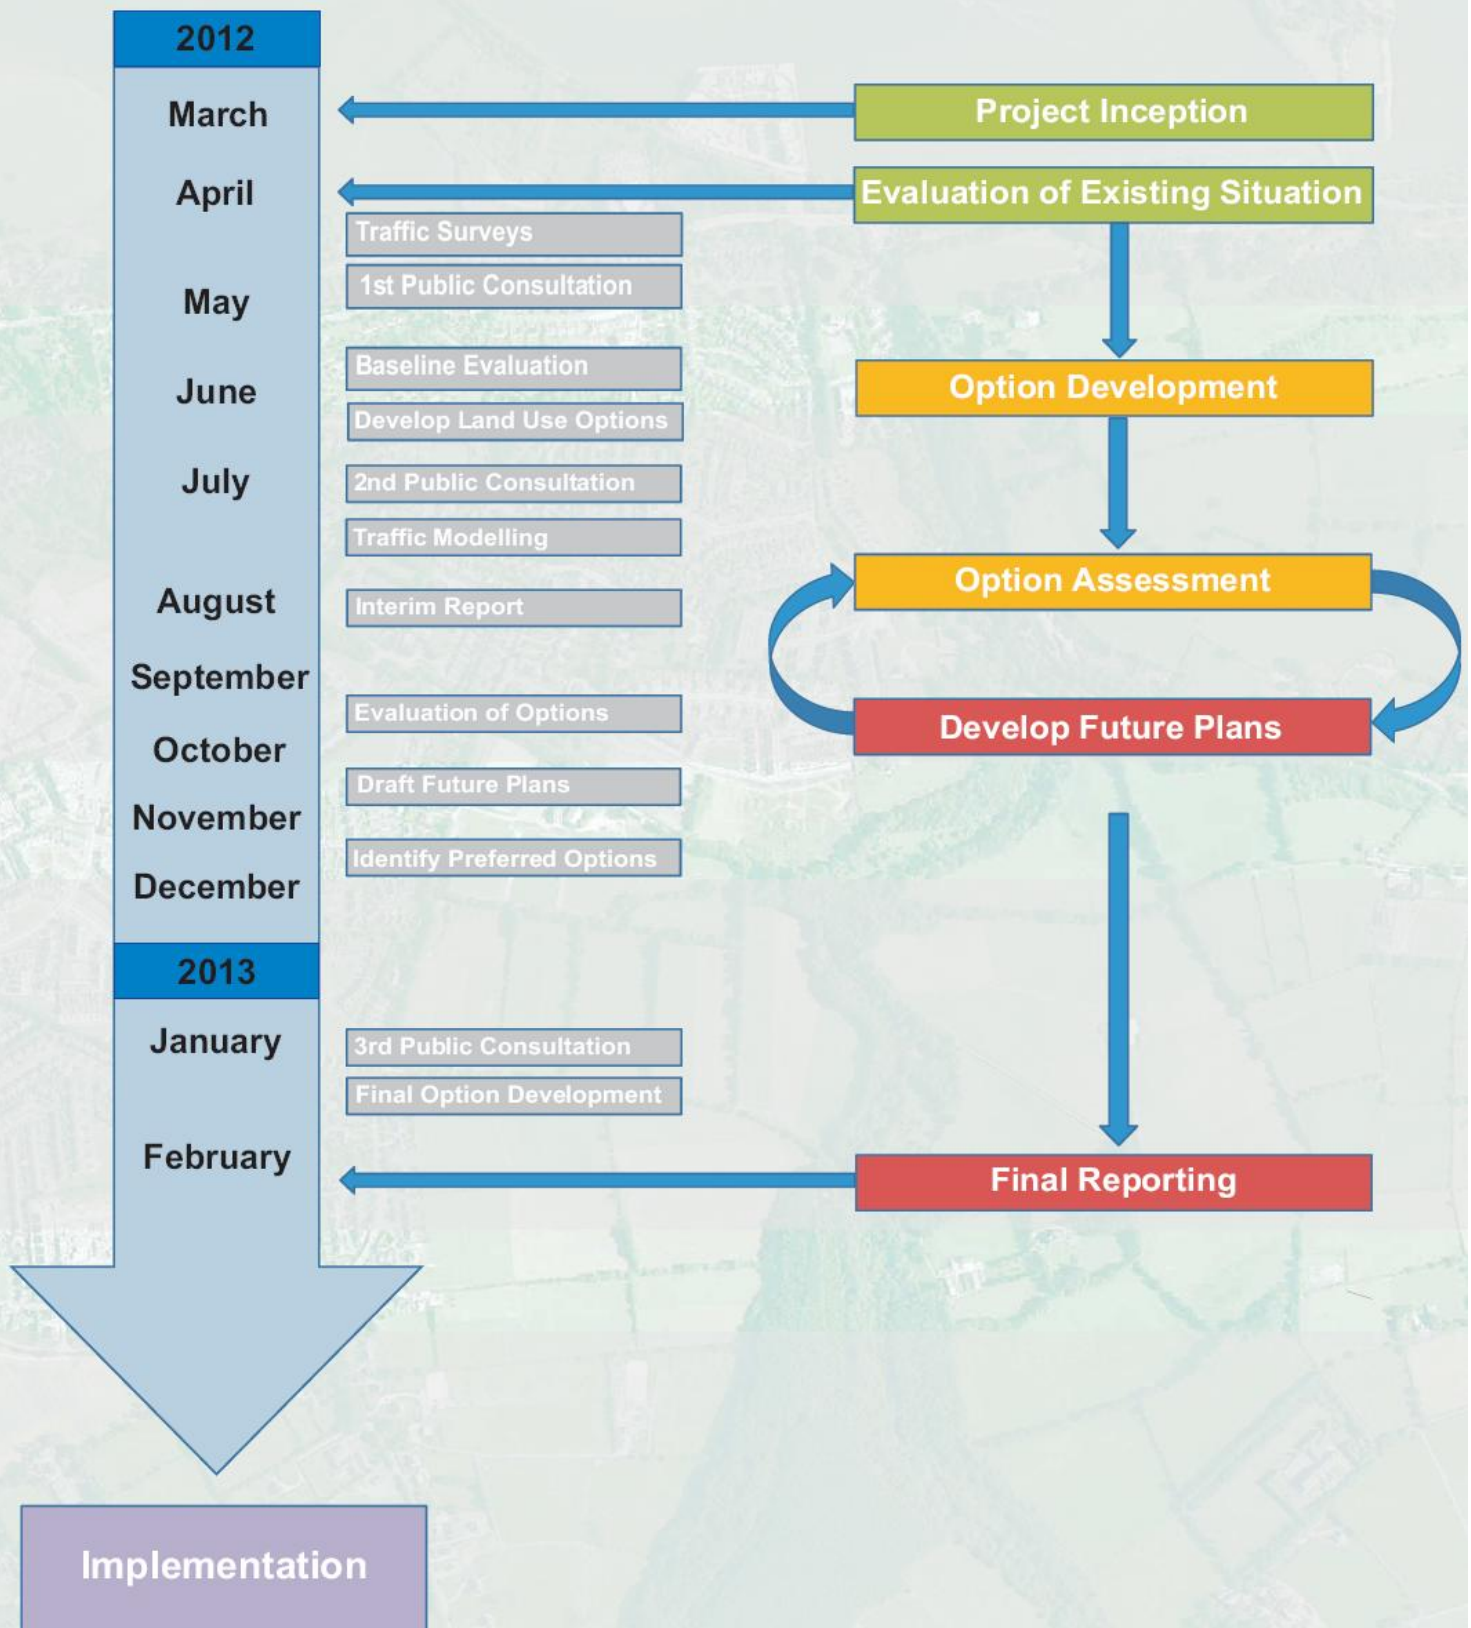 2012
March
Project Inception
April
Evaluation of Existing Situation
Traffic Surveys
1st Public Consultation
May
Baseline Evaluation
June
Option Development
Develop Land Use Options
July
2nd Public Consultation
Traffic Modelling
Option Assessment
August
Interim Report
September
Evaluation of Options
Develop Future Plans
October
Draft Future Plans
November
Identify Preferred Options
December
2013
January
3rd Public Consultation
Final Option Development
February
Final Reporting
Implementation